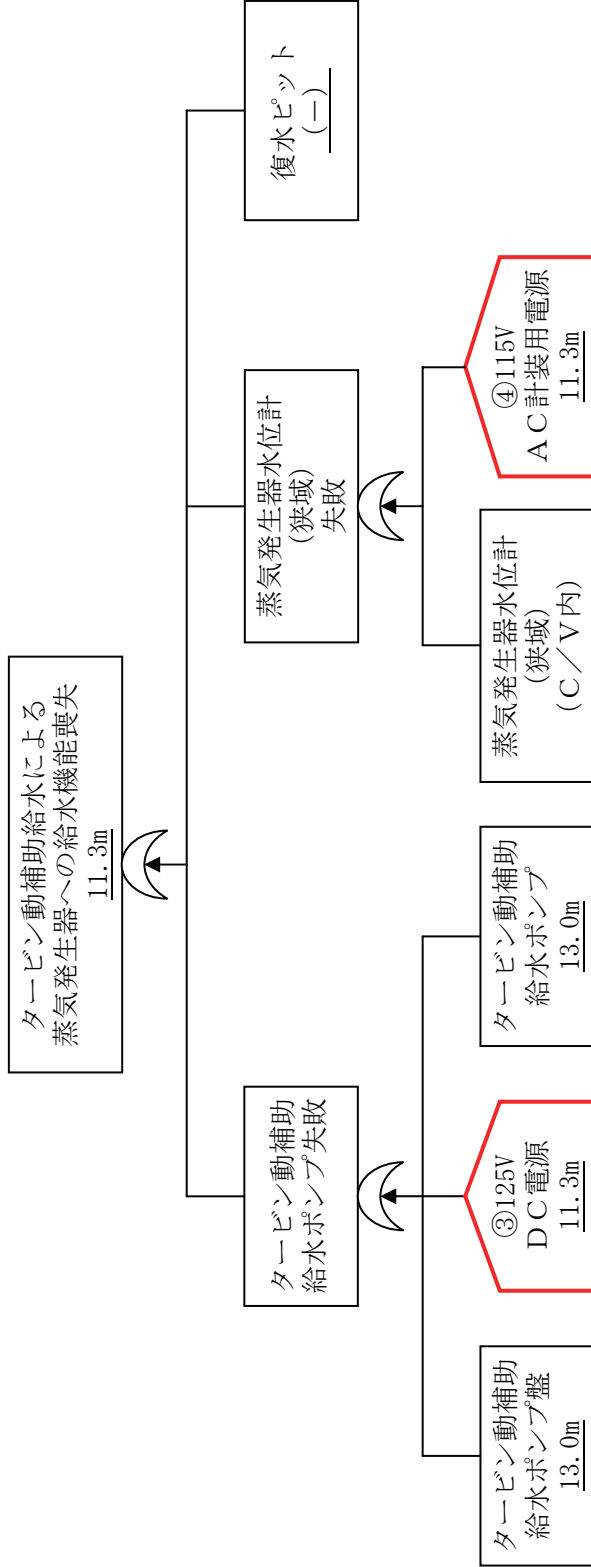 タービン動補助給水による
蒸気発生器への給水機能喪失
11.3m
タービン動補助
給水ポンプ失敗
蒸気発生器水位計
(狭域)
失敗
復水ピット
(－)
タービン動補助
給水ポンプ盤
13.0m
③125V
DC電源
11.3m
タービン動補助
給水ポンプ
13.0m
蒸気発生器水位計
(狭域)
(C／V内)
④115V
AC計装用電源
11.3m